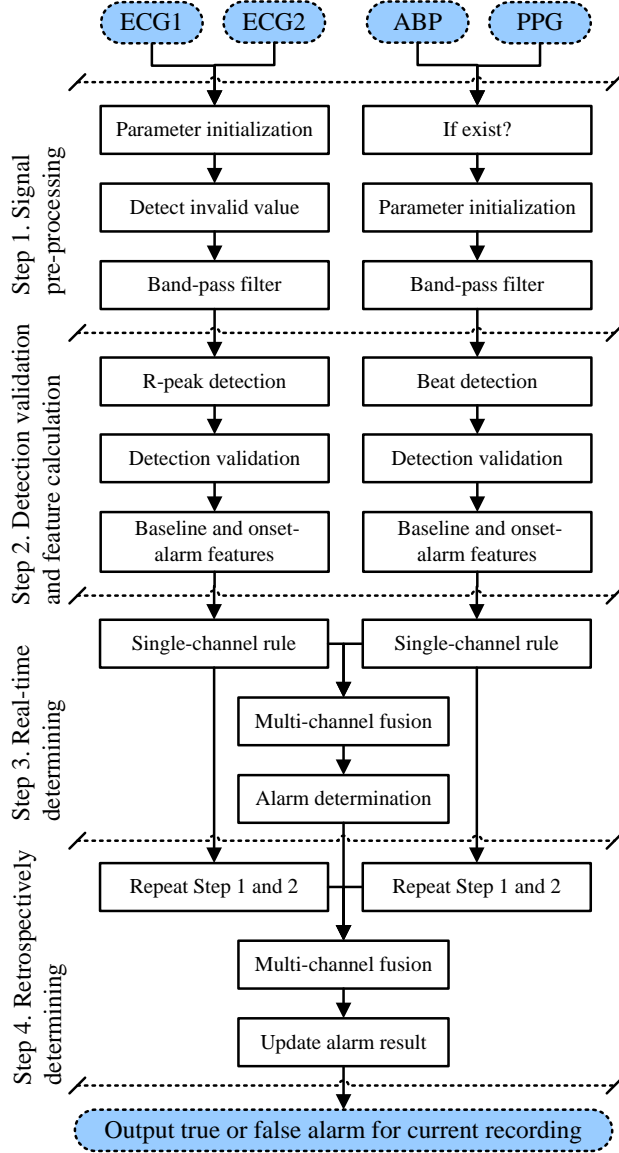 ECG1
ECG2
ABP
PPG
Step 1. Signal
pre-processing
Parameter initialization
If exist?
Detect invalid value
Parameter initialization
Band-pass filter
Band-pass filter
Step 2. Detection validation
and feature calculation
R-peak detection
Beat detection
Detection validation
Detection validation
Baseline and onset-
alarm features
Baseline and onset-
alarm features
Step 3. Real-time
determining
Single-channel rule
Single-channel rule
Multi-channel fusion
Alarm determination
Step 4. Retrospectively
determining
Repeat Step 1 and 2
Repeat Step 1 and 2
Multi-channel fusion
Update alarm result
Output true or false alarm for current recording